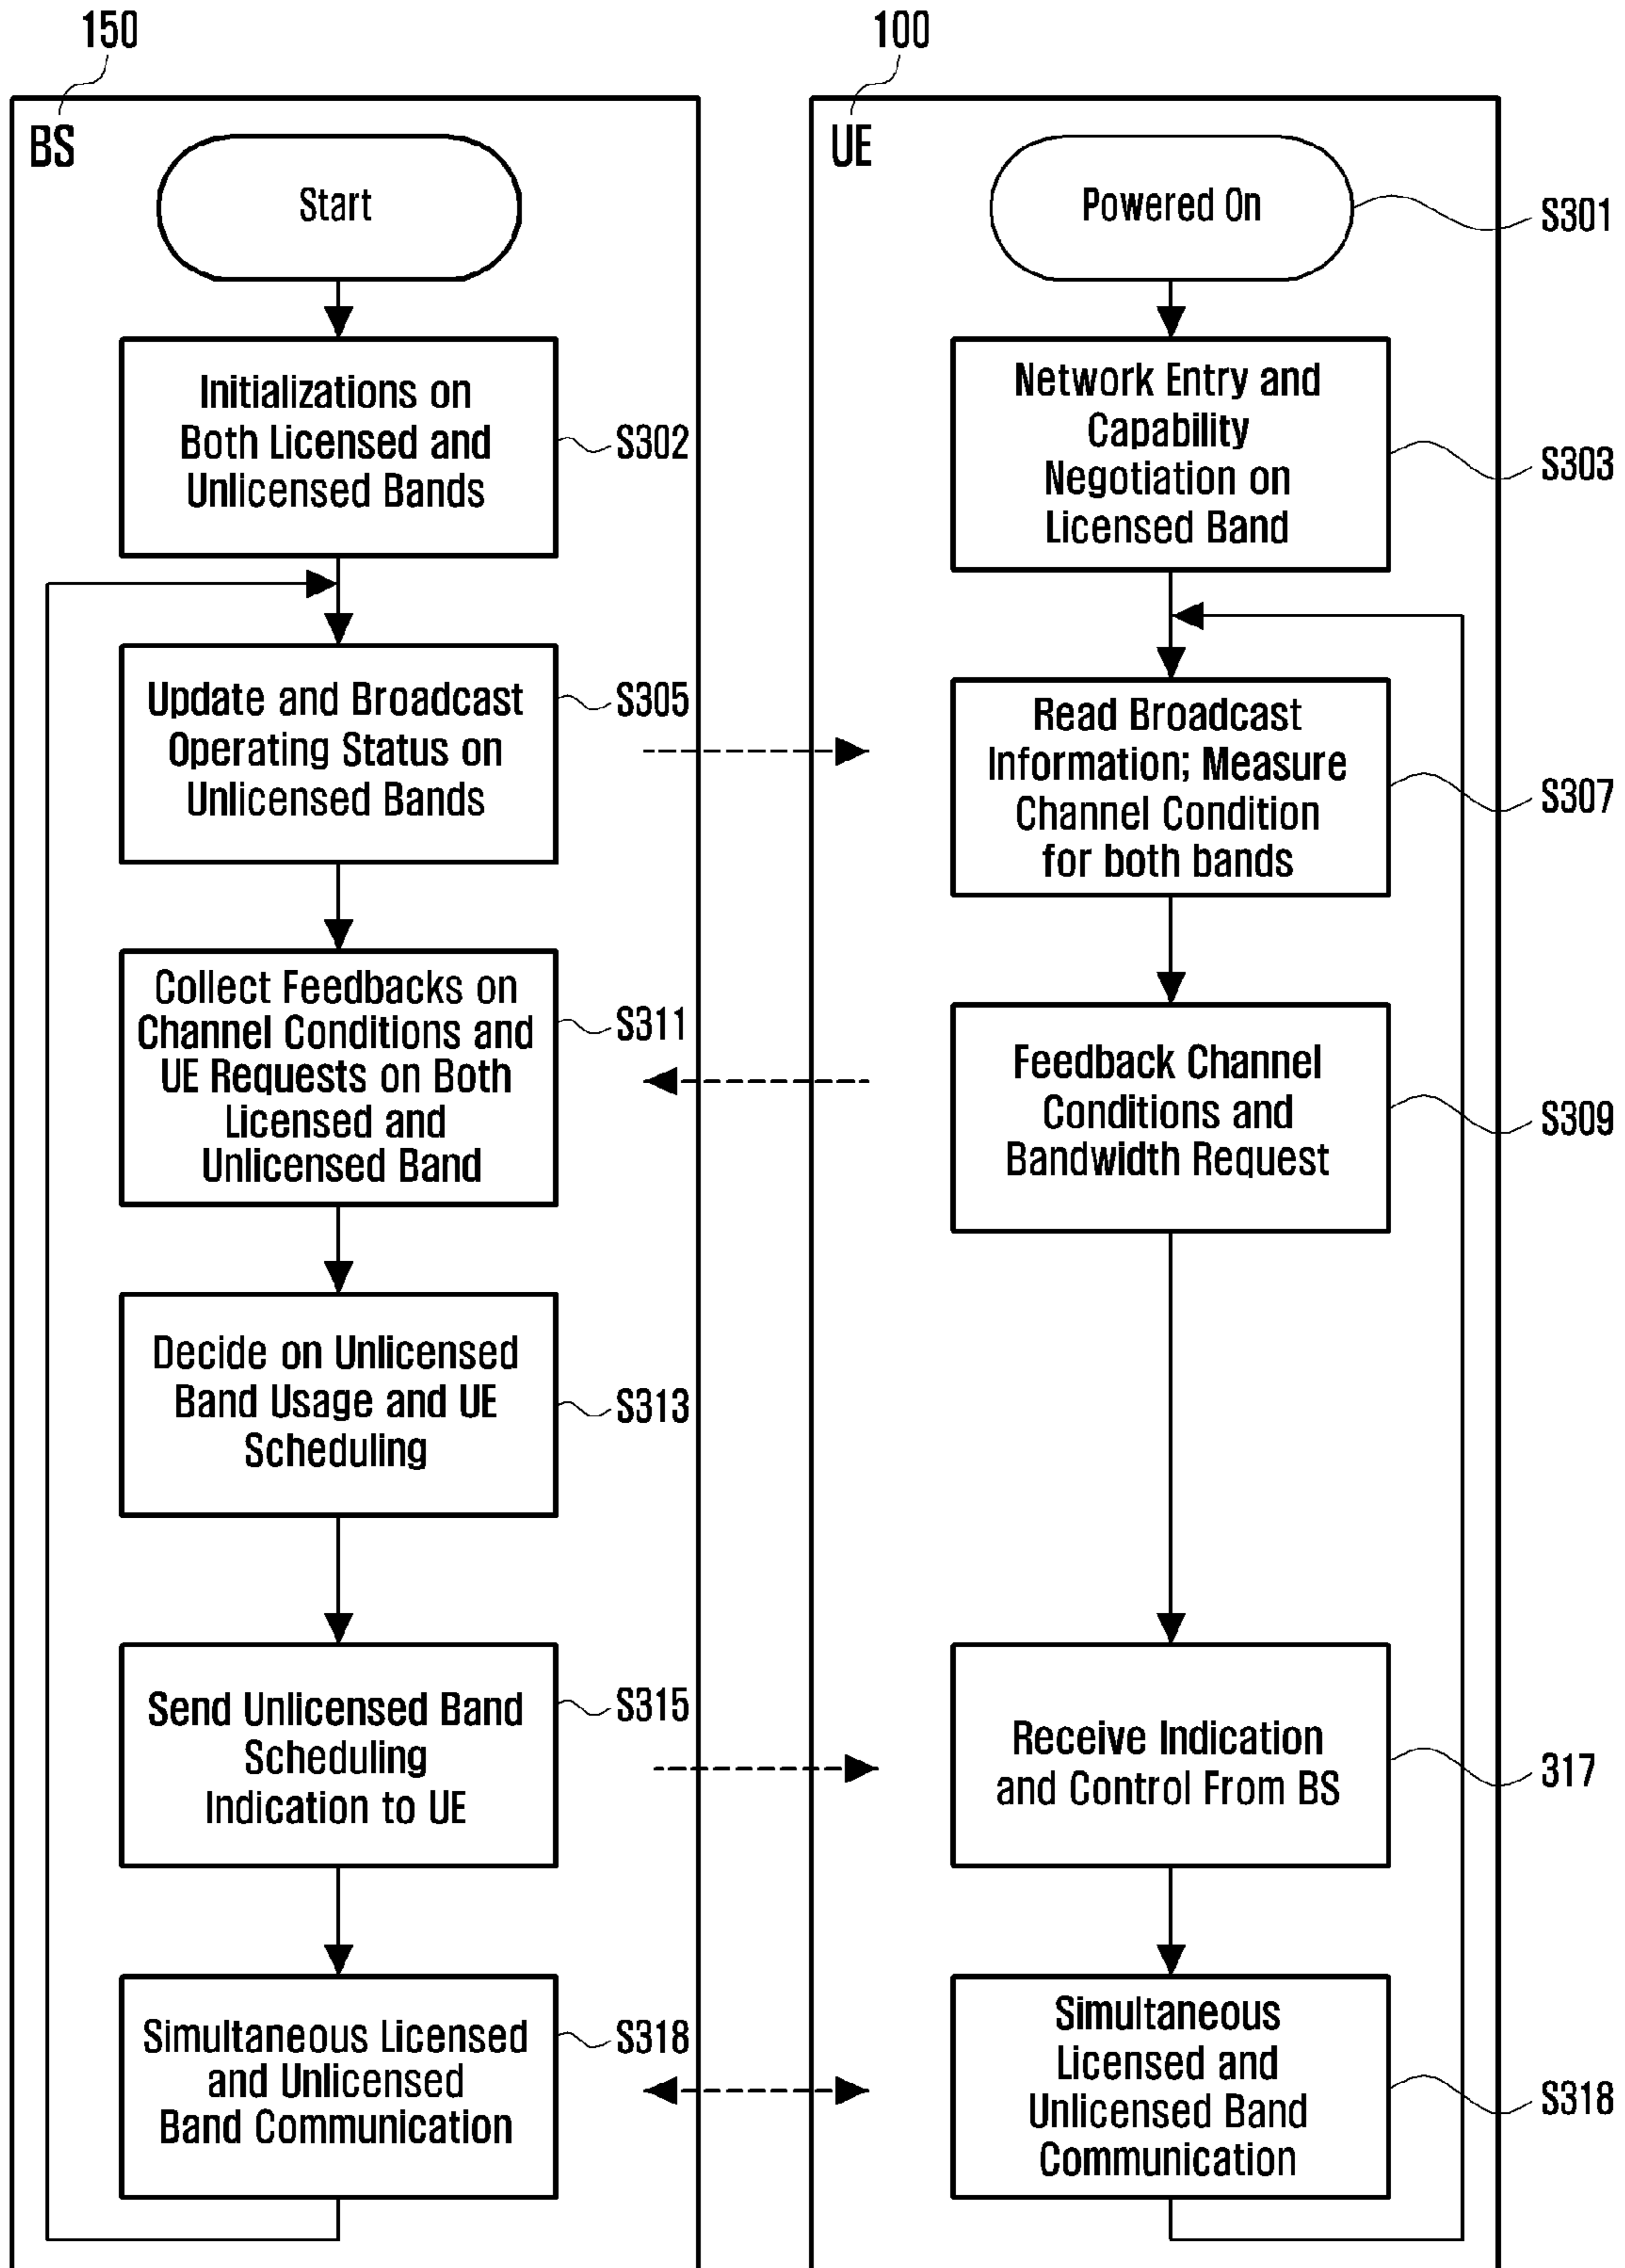 150
BS
Start
Initializations on
Both Licensed and
Unlicensed Bands
S302
Update and Broadcast
Operating Status on
Unlicensed Bands
S305
Collect Feedbacks on
Channel Conditions and
UE Requests on Both
Licensed and
Unlicensed Band
S311
Decide on Unlicensed
Band Usage and UE
Scheduling
S313
Send Unlicensed Band
Scheduling
Indication to UE
S315
Simultaneous Licensed
and Unlicensed
Band Communication
S318
100
UE
Powered On
S301
Network Entry and
Capability
Negotiation on
Licensed Band
S303
Read Broadcast
Information; Measure
Channel Condition
for both bands
S307
Feedback Channel
Conditions and
Bandwidth Request
S309
Receive Indication
and Control From BS
317
Simultaneous
Licensed and
Unlicensed Band
Communication
S318